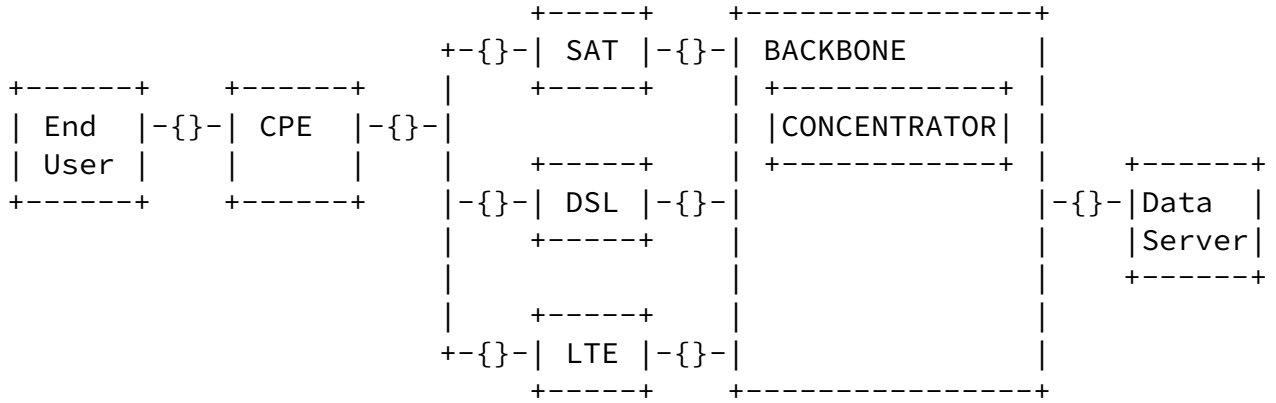 SAT BACKBONE
End CPE CONCENTRATOR
User
DSL Data
Server
LTE